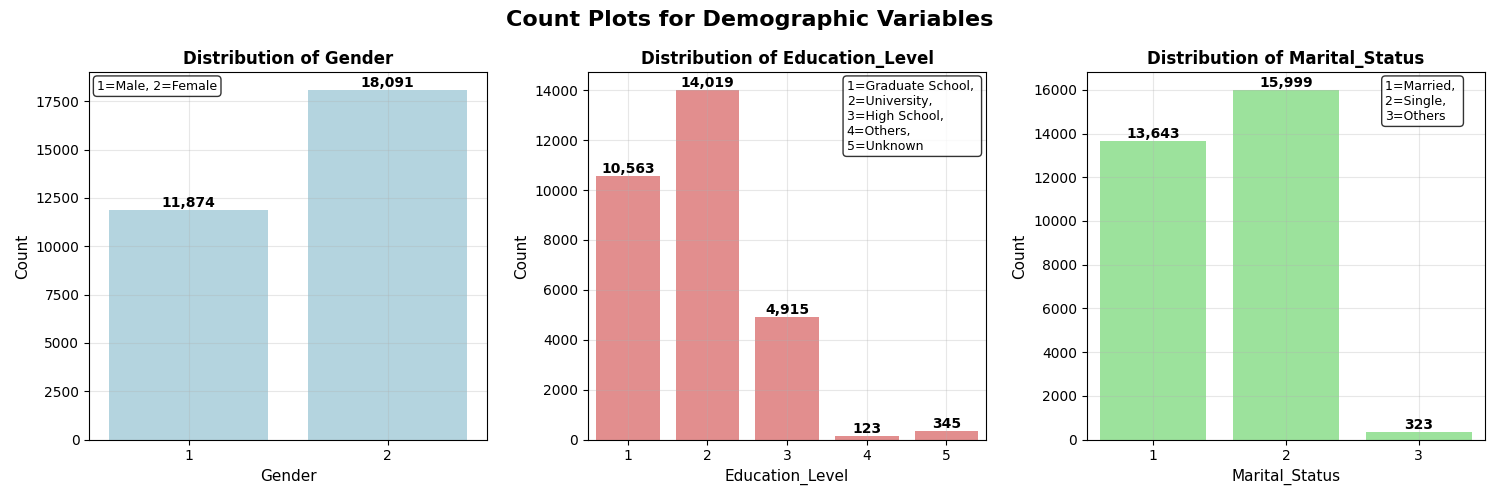 Count Plots for Demographic Variables
Distribution of Gender
1=Male, 2=Female
18,091
11,874
17500
15000
12500
10000
7500
5000
2500
0
Count
1
2
Gender
Distribution of Education_Level
1=Graduate School,
2=University,
3=High School,
4=Others,
5=Unknown
10,563
14,019
4,915
123
345
14000
12000
10000
8000
6000
4000
2000
0
Count
1
2
3
4
5
Education_Level
Distribution of Marital_Status
1=Married,
2=Single,
3=Others
13,643
15,999
323
16000
14000
12000
10000
8000
6000
4000
2000
0
Count
1
2
3
Marital_Status